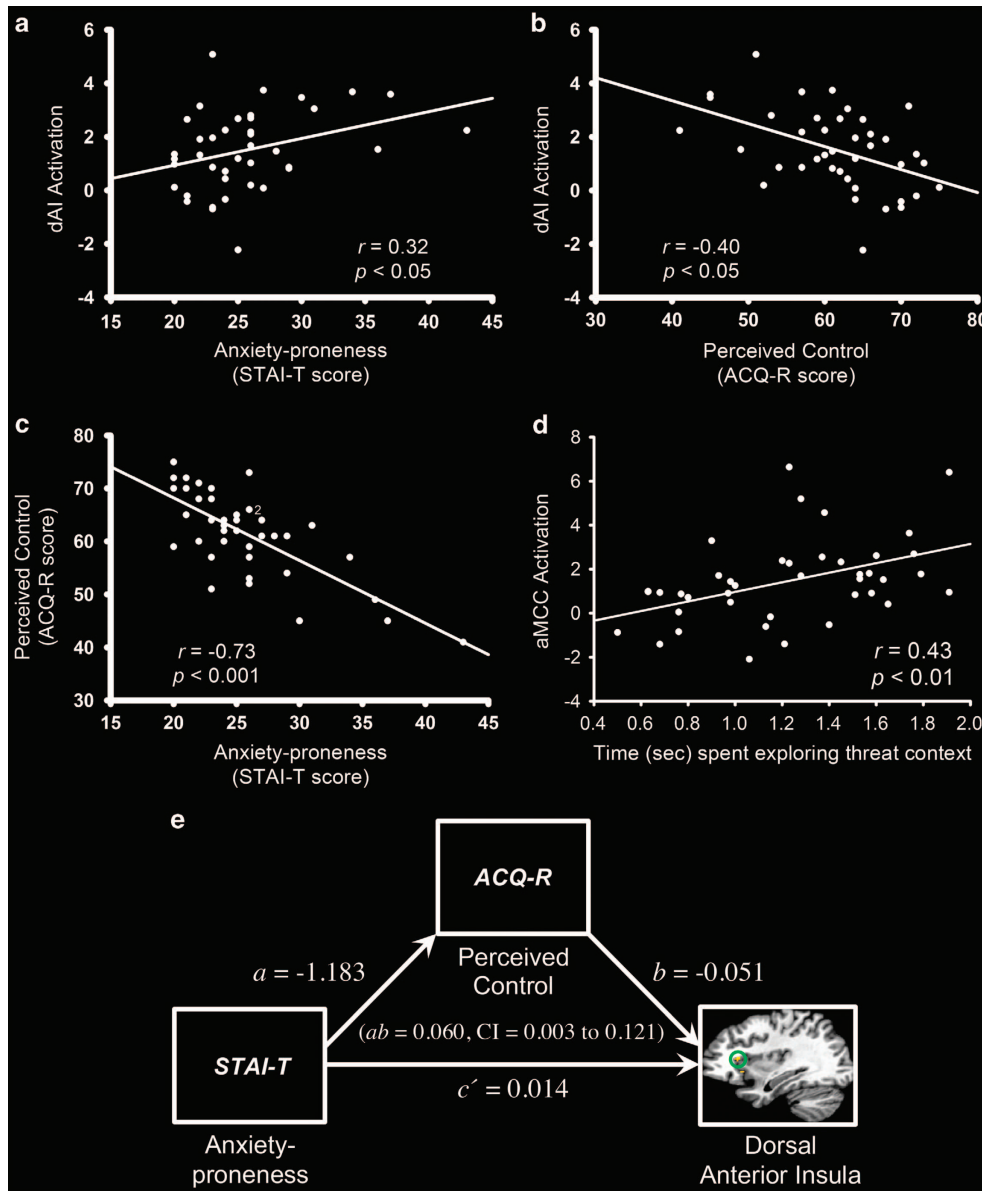 a
6
4
2
0
-2
-4
dAI Activation
r = 0.32
p < 0.05
15 20 25 30 35 40 45
Anxiety-proneness
(STAI-T score)
b
6
4
2
0
-2
-4
dAI Activation
r = -0.40
p < 0.05
30 40 50 60 70 80
Perceived Control
(ACQ-R score)
c
80
70
60
50
40
30
Perceived Control
(ACQ-R score)
2
r = -0.73
p < 0.001
15 20 25 30 35 40 45
Anxiety-proneness
(STAI-T score)
d
8
6
4
2
0
-2
-4
aMCC Activation
r = 0.43
p < 0.01
0.4 0.6 0.8 1.0 1.2 1.4 1.6 1.8 2.0
Time (sec) spent exploring threat context
e
ACQ-R
Perceived
Control
a = -1.183
b = -0.051
(ab = 0.060, CI = 0.003 to 0.121)
STAI-T
c´ = 0.014
Anxiety-
proneness
Dorsal
Anterior Insula